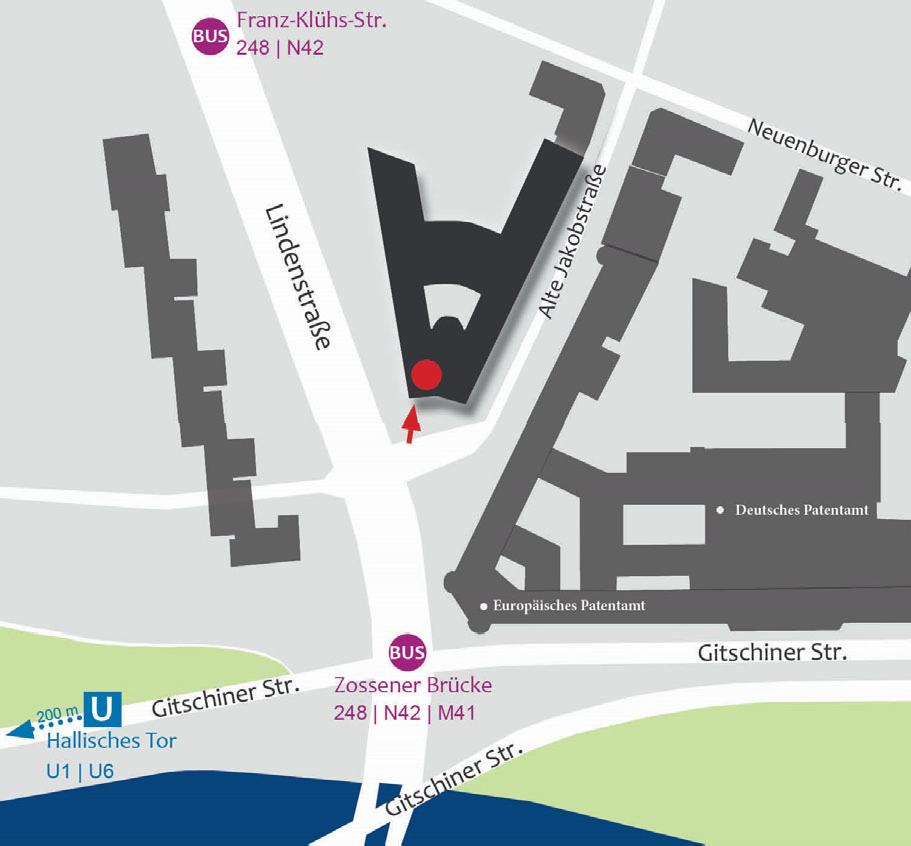 BUS
Franz-Klühs-Str.
248 | N42
Neuenburger Str.
Alte Jakobstraße
Lindenstraße
Deutsches Patentamt
Europäisches Patentamt
BUS
Gitschiner Str.
Zossener Brücke
248 | N42 | M41
Gitschiner Str.
200 m
U
Hallisches Tor
U1 | U6
Gitschiner Str.